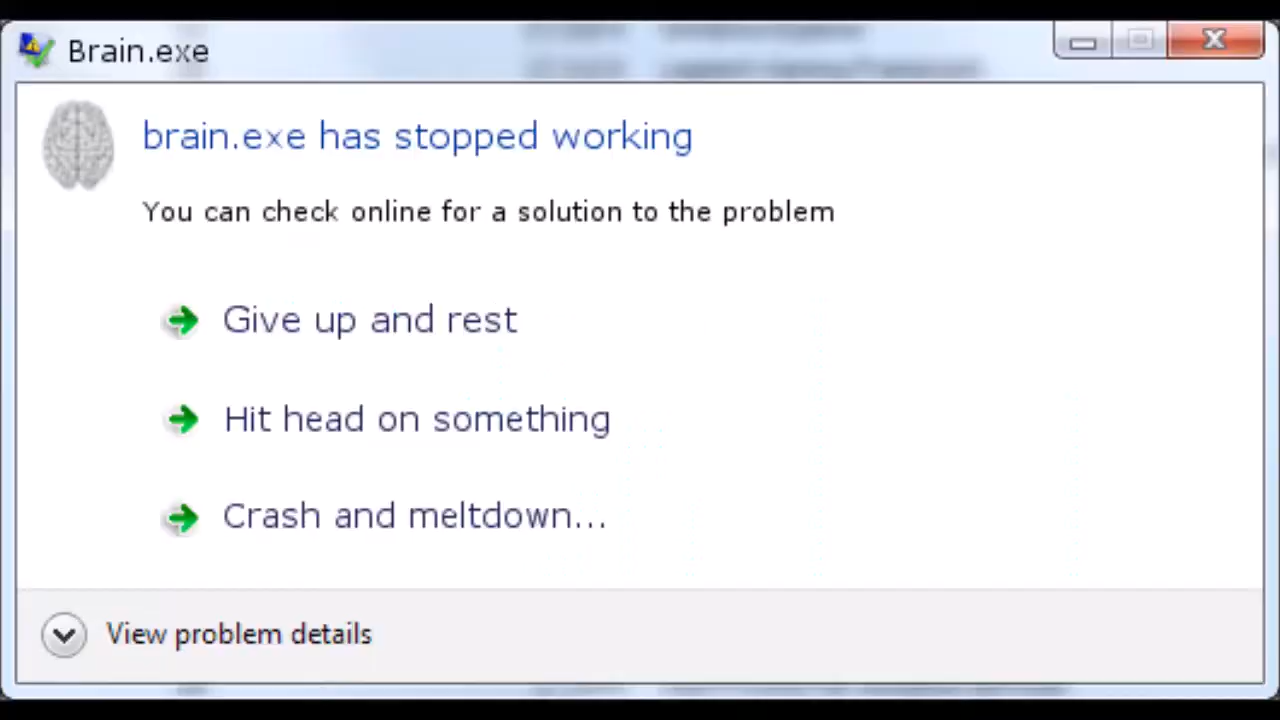 Brain.exe
brain.exe has stopped working
You can check online for a solution to the problem
Give up and rest
Hit head on something
Crash and meltdown...
View problem details